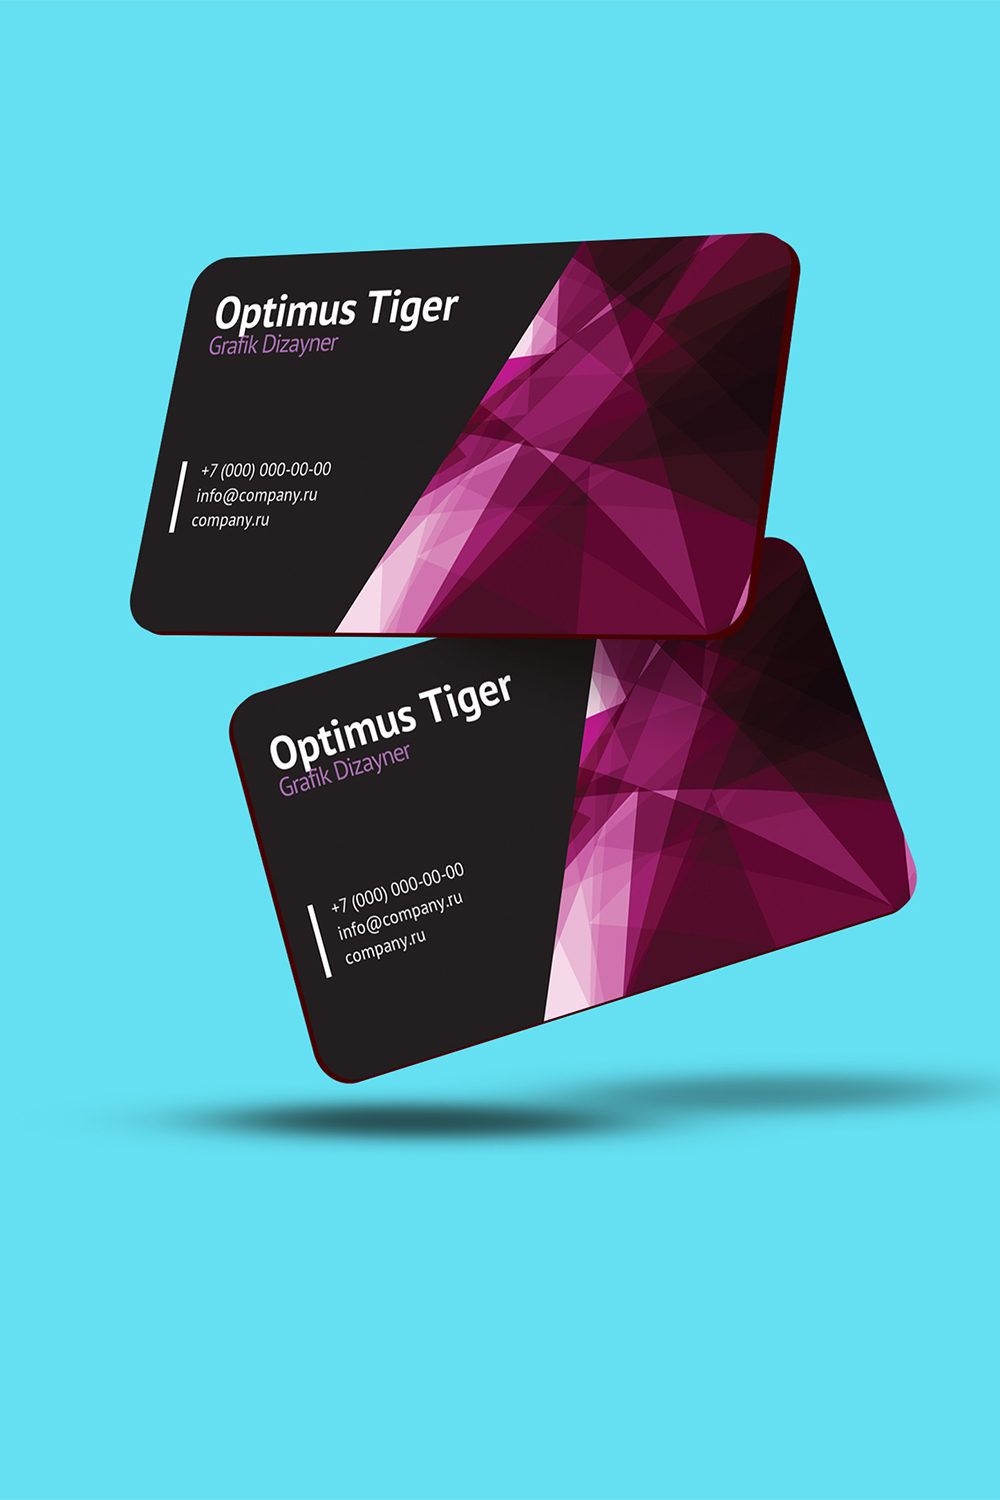 Optimus Tiger
Grafik Dizayner
+7 (000) 000-00-00
info@company.ru
company.ru
Optimus Tiger
Grafik Dizayner
+7 (000) 000-00-00
info@company.ru
company.ru